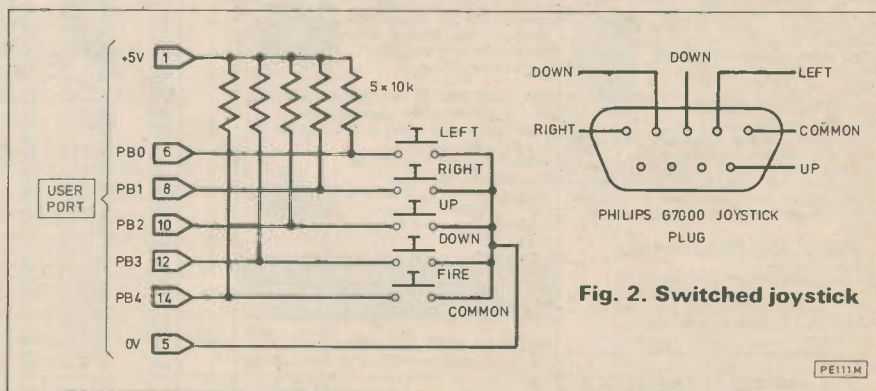 +5V 1
5 × 10k
PB0 6
LEFT
PB1 8
RIGHT
USER
PORT
PB2 10
UP
PB3 12
DOWN
PB4 14
FIRE
COMMON
0V 5
DOWN
DOWN
LEFT
RIGHT
COMMON
UP
PHILIPS G7000 JOYSTICK
PLUG
Fig. 2. Switched joystick
PE111M